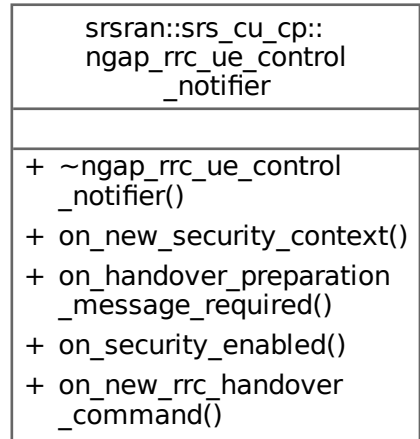 srsran::srs_cu_cp::
ngap_rrc_ue_control
_notifier
+ ~ngap_rrc_ue_control
_notifier()
+ on_new_security_context()
+ on_handover_preparation
_message_required()
+ on_security_enabled()
+ on_new_rrc_handover
_command()